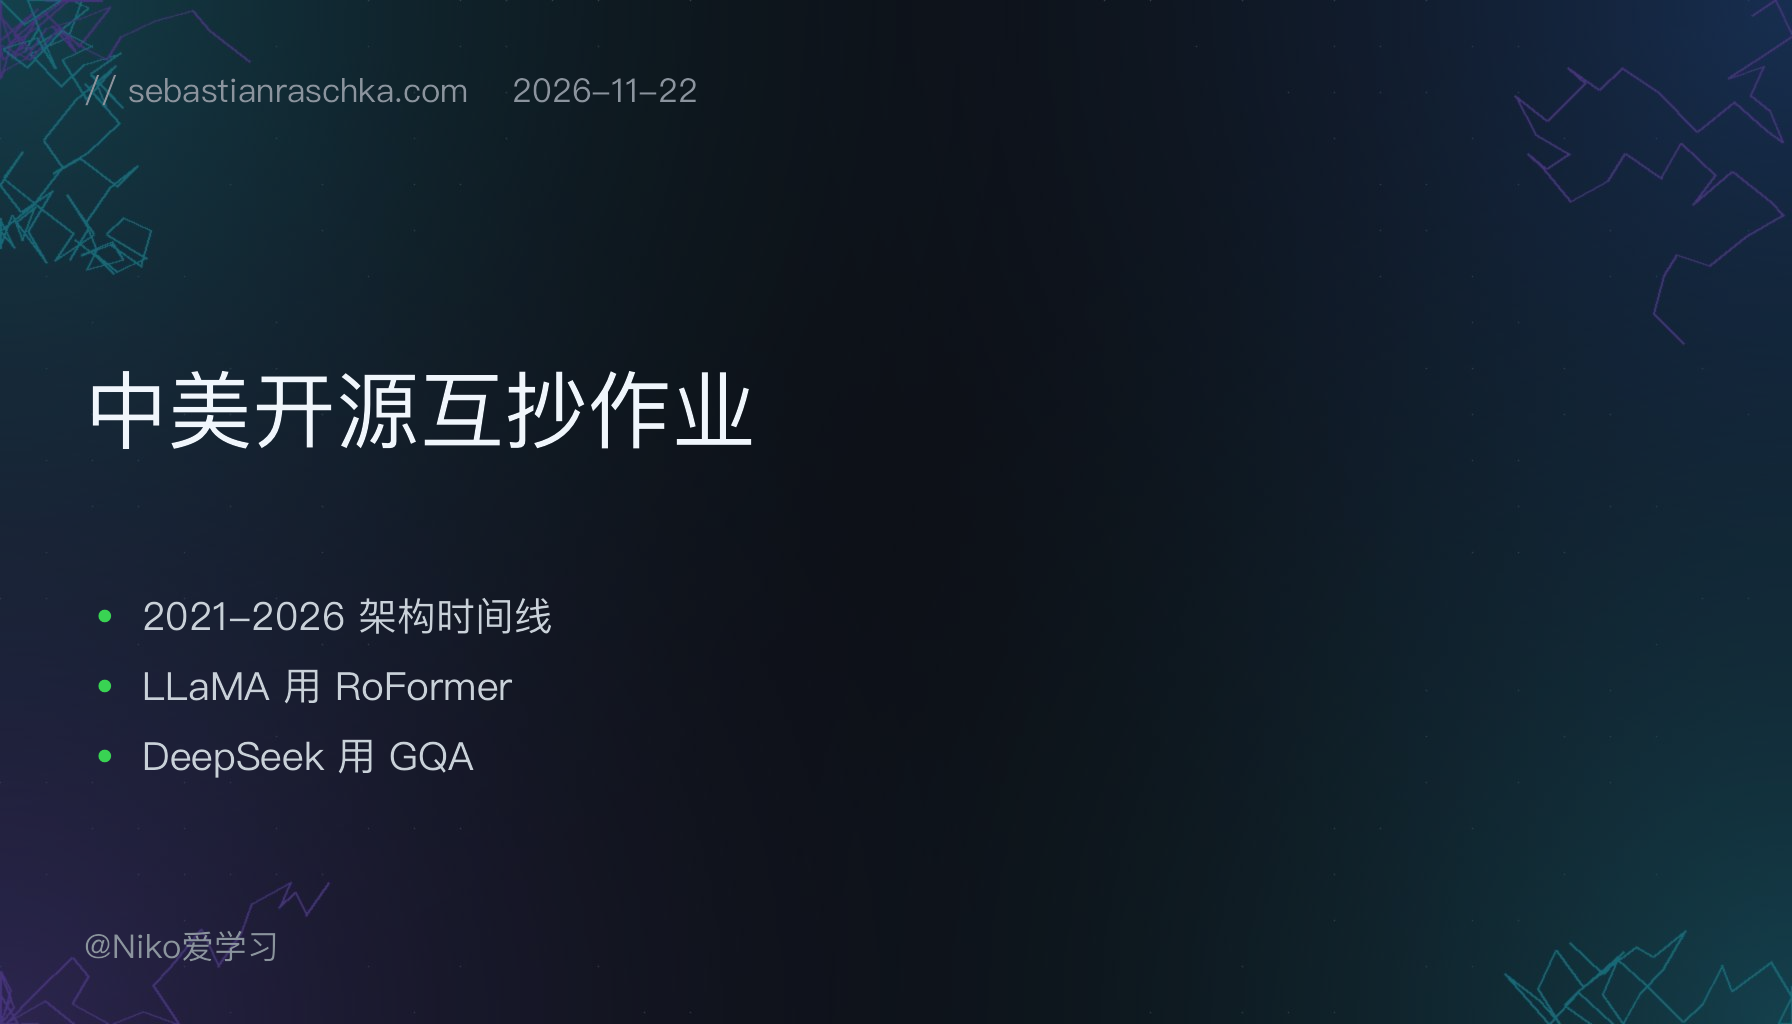 // sebastianraschka.com 2026–11–22
中美开源互抄作业
• 2021–2026 架构时间线
• LLaMA 用 RoFormer
• DeepSeek 用 GQA
@Niko爱学习